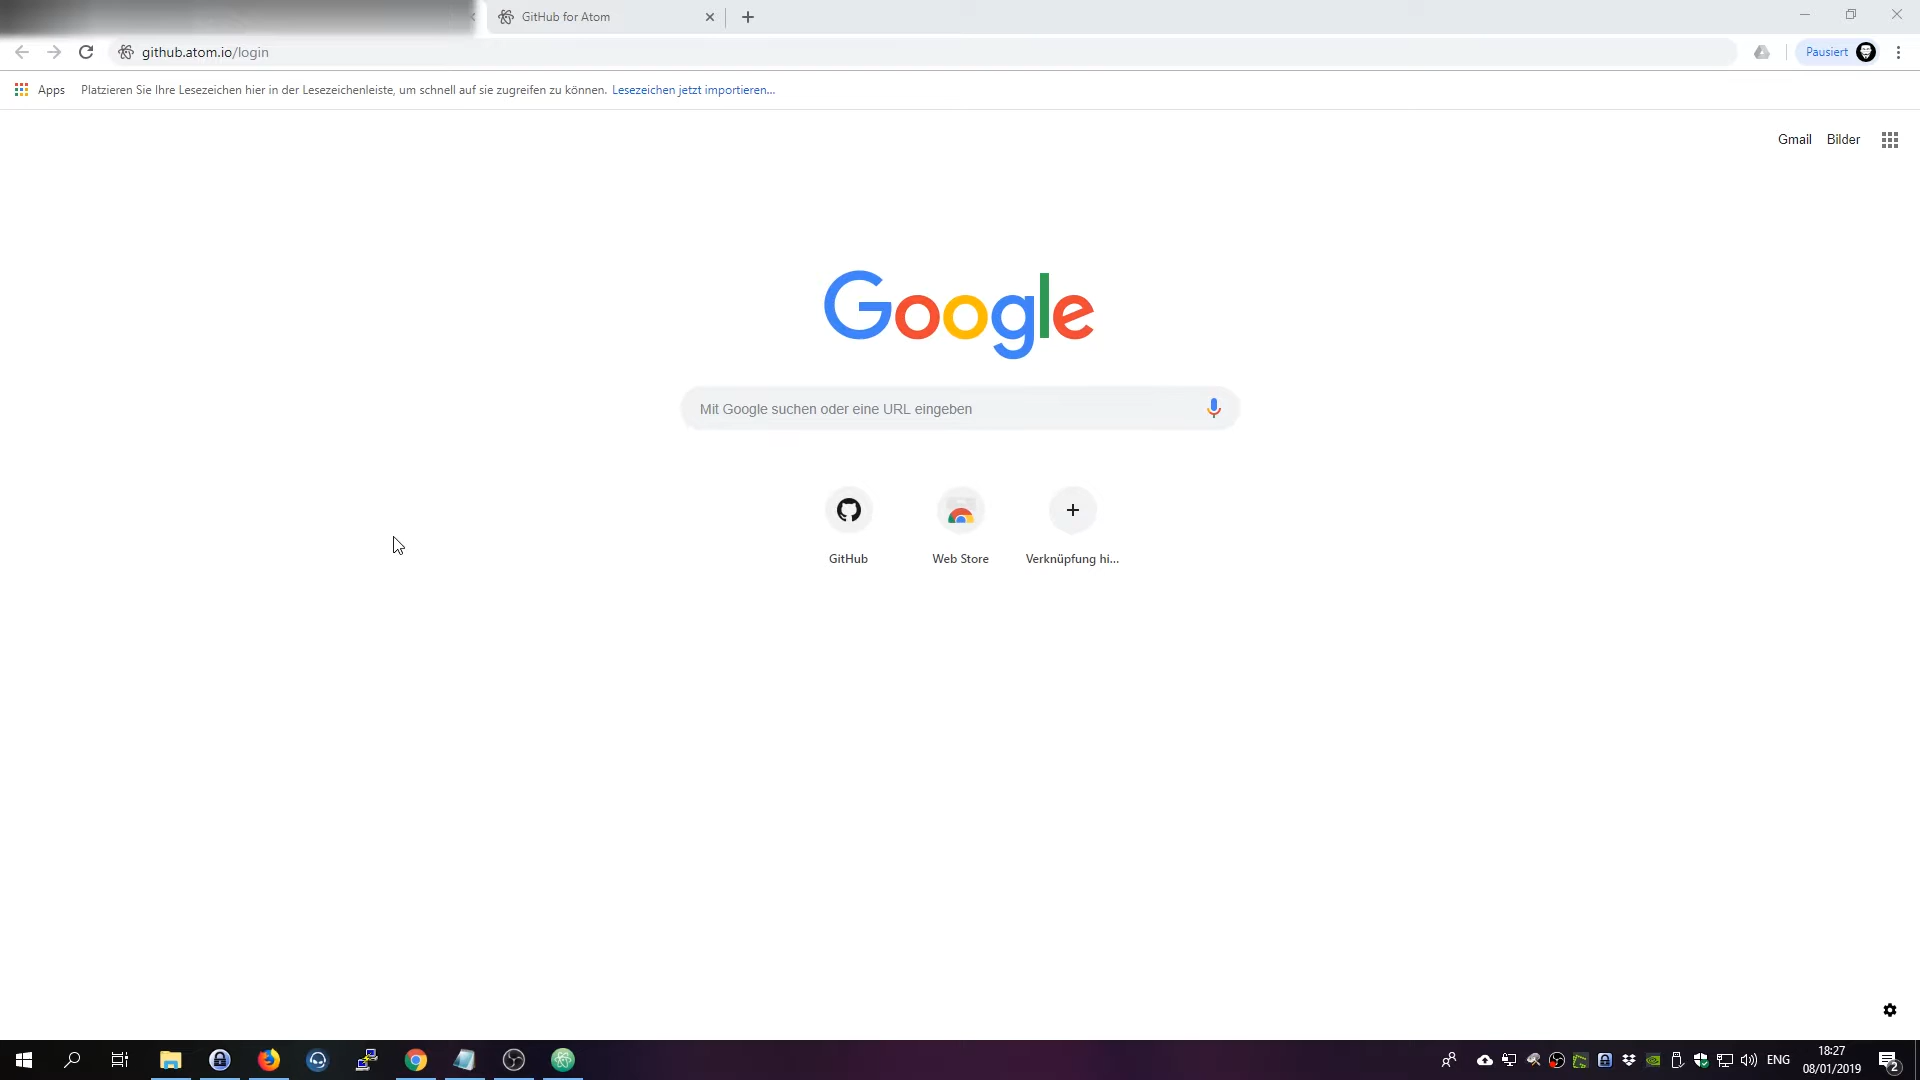 GitHub for Atom
github.atom.io/login
Pausiert
Apps
Platzieren Sie Ihre Lesezeichen hier in der Lesezeichenleiste, um schnell auf sie zugreifen zu können. Lesezeichen jetzt importieren...
Gmail
Bilder
Google
Mit Google suchen oder eine URL eingeben
GitHub
Web Store
Verknüpfung hi...
ENG
18:27
08/01/2019
2